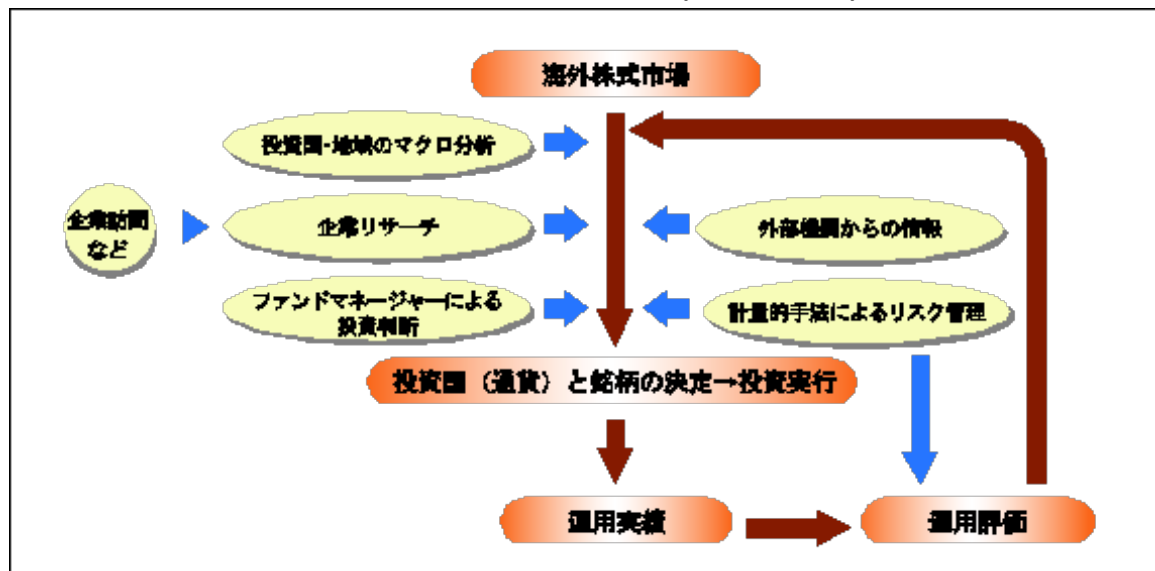 海外株式市場
投資国・地域のマクロ分析
企業訪問
など
企業リサーチ
外部機関からの情報
ファンドマネージャーによる
投資判断
計量的手法によるリスク管理
投資国（通貨）と銘柄の決定→投資実行
運用実績
運用評価